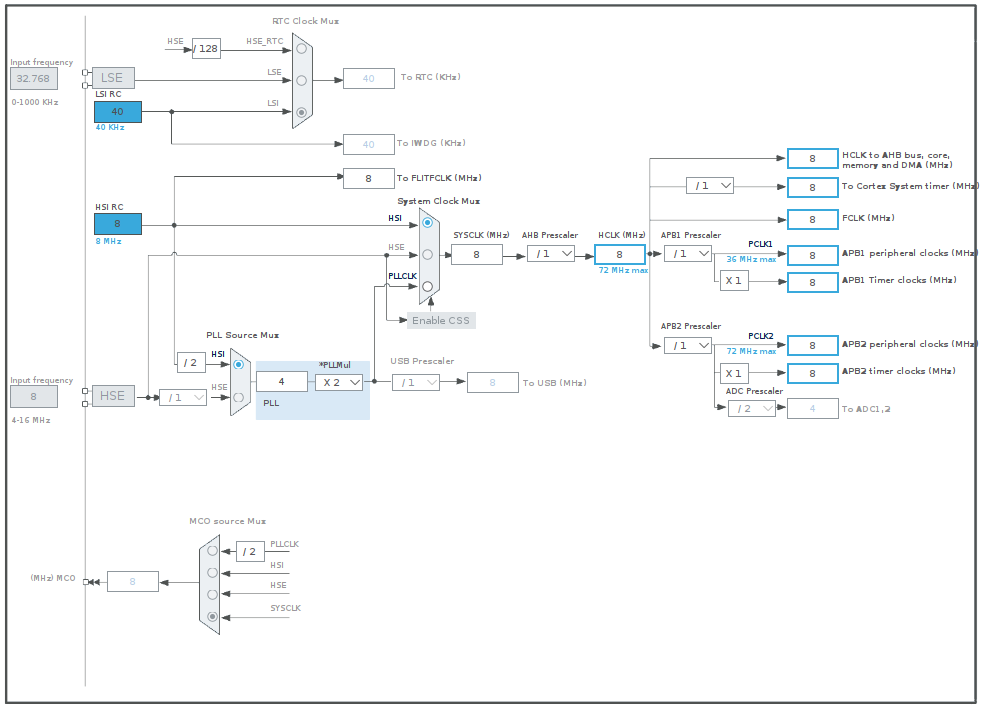 RTC Clock Mux
HSE
/ 128
HSE_RTC
Input frequency
32.768
0-1000 KHz
LSE
LSE
40
To RTC (KHz)
LSI RC
40
40 KHz
LSI
40
To IWDG (KHz)
8
To FLITFCLK (MHz)
System Clock Mux
HSI RC
8
8 MHz
HSI
HSE
PLLCLK
SYSCLK (MHz)
8
AHB Prescaler
/ 1
HCLK (MHz)
8
72 MHz max
Enable CSS
8
HCLK to AHB bus, core,
memory and DMA (MHz)
/ 1
8
To Cortex System timer (MHz)
8
FCLK (MHz)
APB1 Prescaler
/ 1
PCLK1
36 MHz max
8
APB1 peripheral clocks (MHz)
X 1
8
APB1 Timer clocks (MHz)
APB2 Prescaler
/ 1
PCLK2
72 MHz max
8
APB2 peripheral clocks (MHz)
X 1
8
APB2 timer clocks (MHz)
ADC Prescaler
/ 2
4
To ADC1,2
PLL Source Mux
/ 2
HSI
Input frequency
8
4-16 MHz
HSE
/ 1
HSE
4
*PLLMul
X 2
PLL
USB Prescaler
/ 1
8
To USB (MHz)
MCO source Mux
/ 2
PLLCLK
HSI
HSE
SYSCLK
(MHz) MCO
8